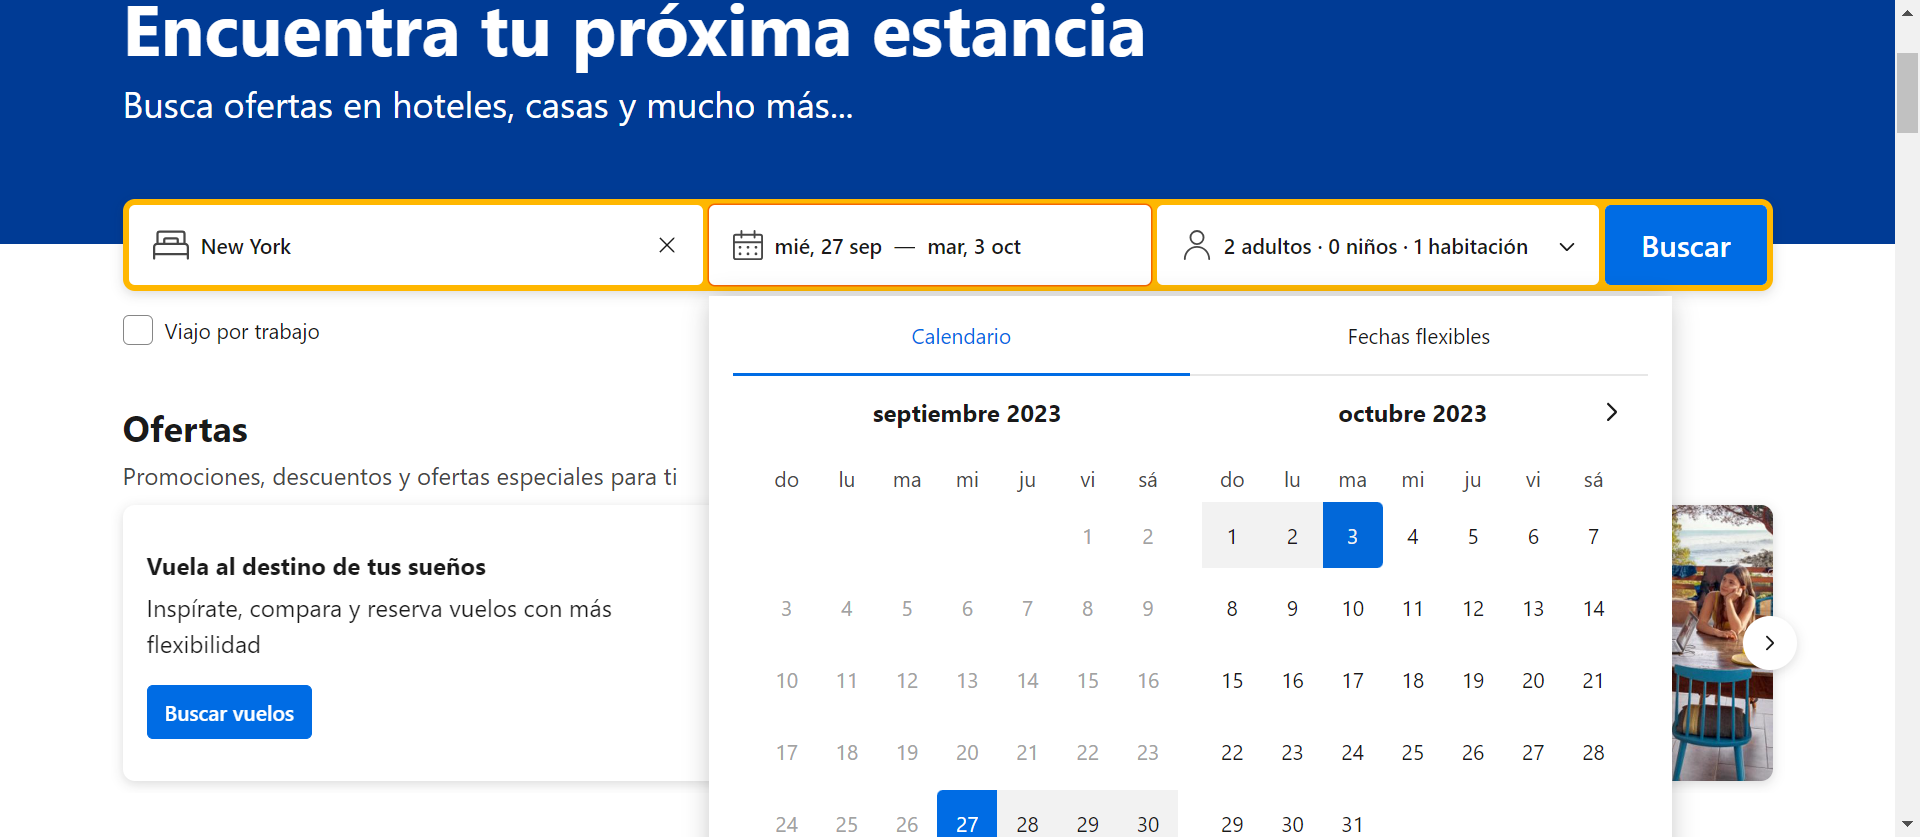 Encuentra tu próxima estancia
Busca ofertas en hoteles, casas y mucho más...
New York
mié, 27 sep — mar, 3 oct
2 adultos · 0 niños · 1 habitación
Buscar
Viajo por trabajo
Ofertas
Promociones, descuentos y ofertas especiales para ti
Vuela al destino de tus sueños
Inspírate, compara y reserva vuelos con más
flexibilidad
Buscar vuelos
Calendario
Fechas flexibles
septiembre 2023
do lu ma mi ju vi sá
1 2
3 4 5 6 7 8 9
10 11 12 13 14 15 16
17 18 19 20 21 22 23
24 25 26 27 28 29 30
octubre 2023
do lu ma mi ju vi sá
1 2 3 4 5 6 7
8 9 10 11 12 13 14
15 16 17 18 19 20 21
22 23 24 25 26 27 28
29 30 31